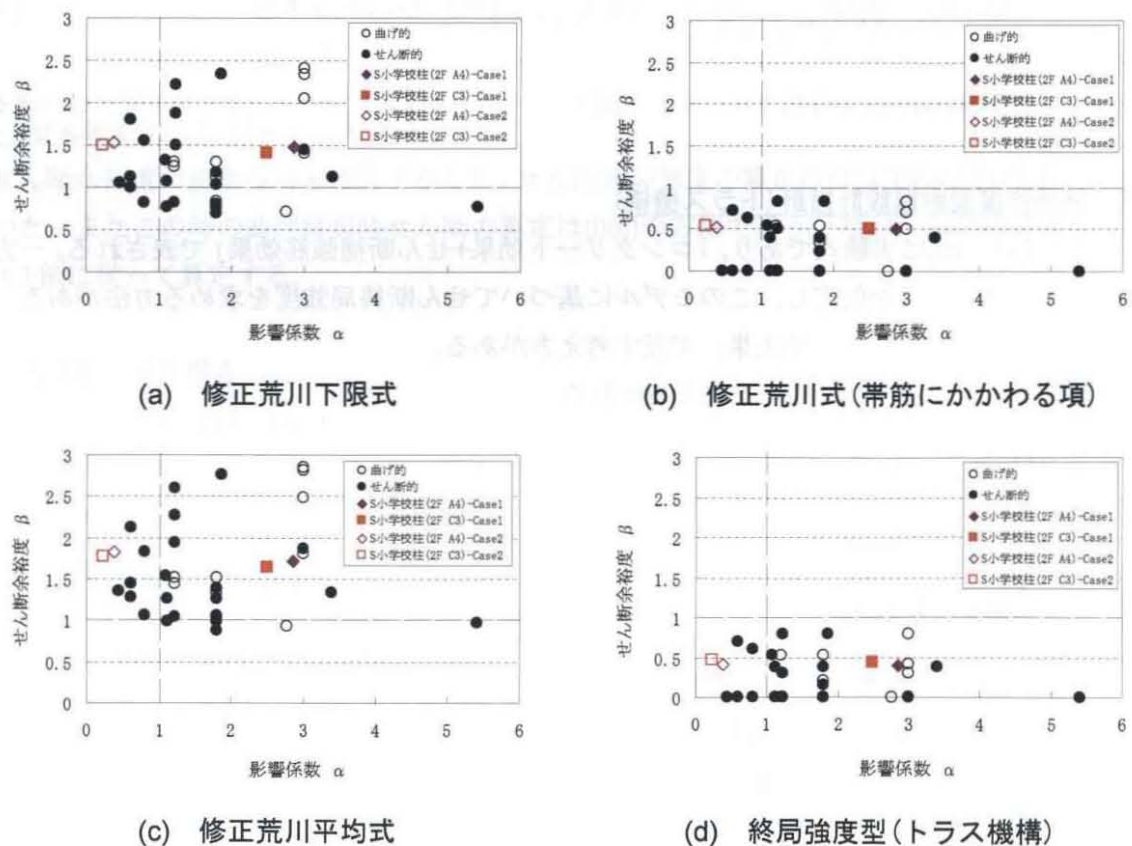 3
2.5
2
1.5
1
0.5
0
0 1 2 3 4 5 6
せん断余裕度 β
影響係数 α
○ 曲げ的
● せん断的
◆ S小学校柱(2F A4)-Case1
■ S小学校柱(2F C3)-Case1
◇ S小学校柱(2F A4)-Case2
□ S小学校柱(2F C3)-Case2
(a) 修正荒川下限式
3
2.5
2
1.5
1
0.5
0
0 1 2 3 4 5 6
せん断余裕度 β
影響係数 α
○ 曲げ的
● せん断的
◆ S小学校柱(2F A4)-Case1
■ S小学校柱(2F C3)-Case1
◇ S小学校柱(2F A4)-Case2
□ S小学校柱(2F C3)-Case2
(b) 修正荒川式(帯筋にかかわる項)
3
2.5
2
1.5
1
0.5
0
0 1 2 3 4 5 6
せん断余裕度 β
影響係数 α
○ 曲げ的
● せん断的
◆ S小学校柱(2F A4)-Case1
■ S小学校柱(2F C3)-Case1
◇ S小学校柱(2F A4)-Case2
□ S小学校柱(2F C3)-Case2
(c) 修正荒川平均式
3
2.5
2
1.5
1
0.5
0
0 1 2 3 4 5 6
せん断余裕度 β
影響係数 α
○ 曲げ的
● せん断的
◆ S小学校柱(2F A4)-Case1
■ S小学校柱(2F C3)-Case1
◇ S小学校柱(2F A4)-Case2
□ S小学校柱(2F C3)-Case2
(d) 終局強度型(トラス機構)